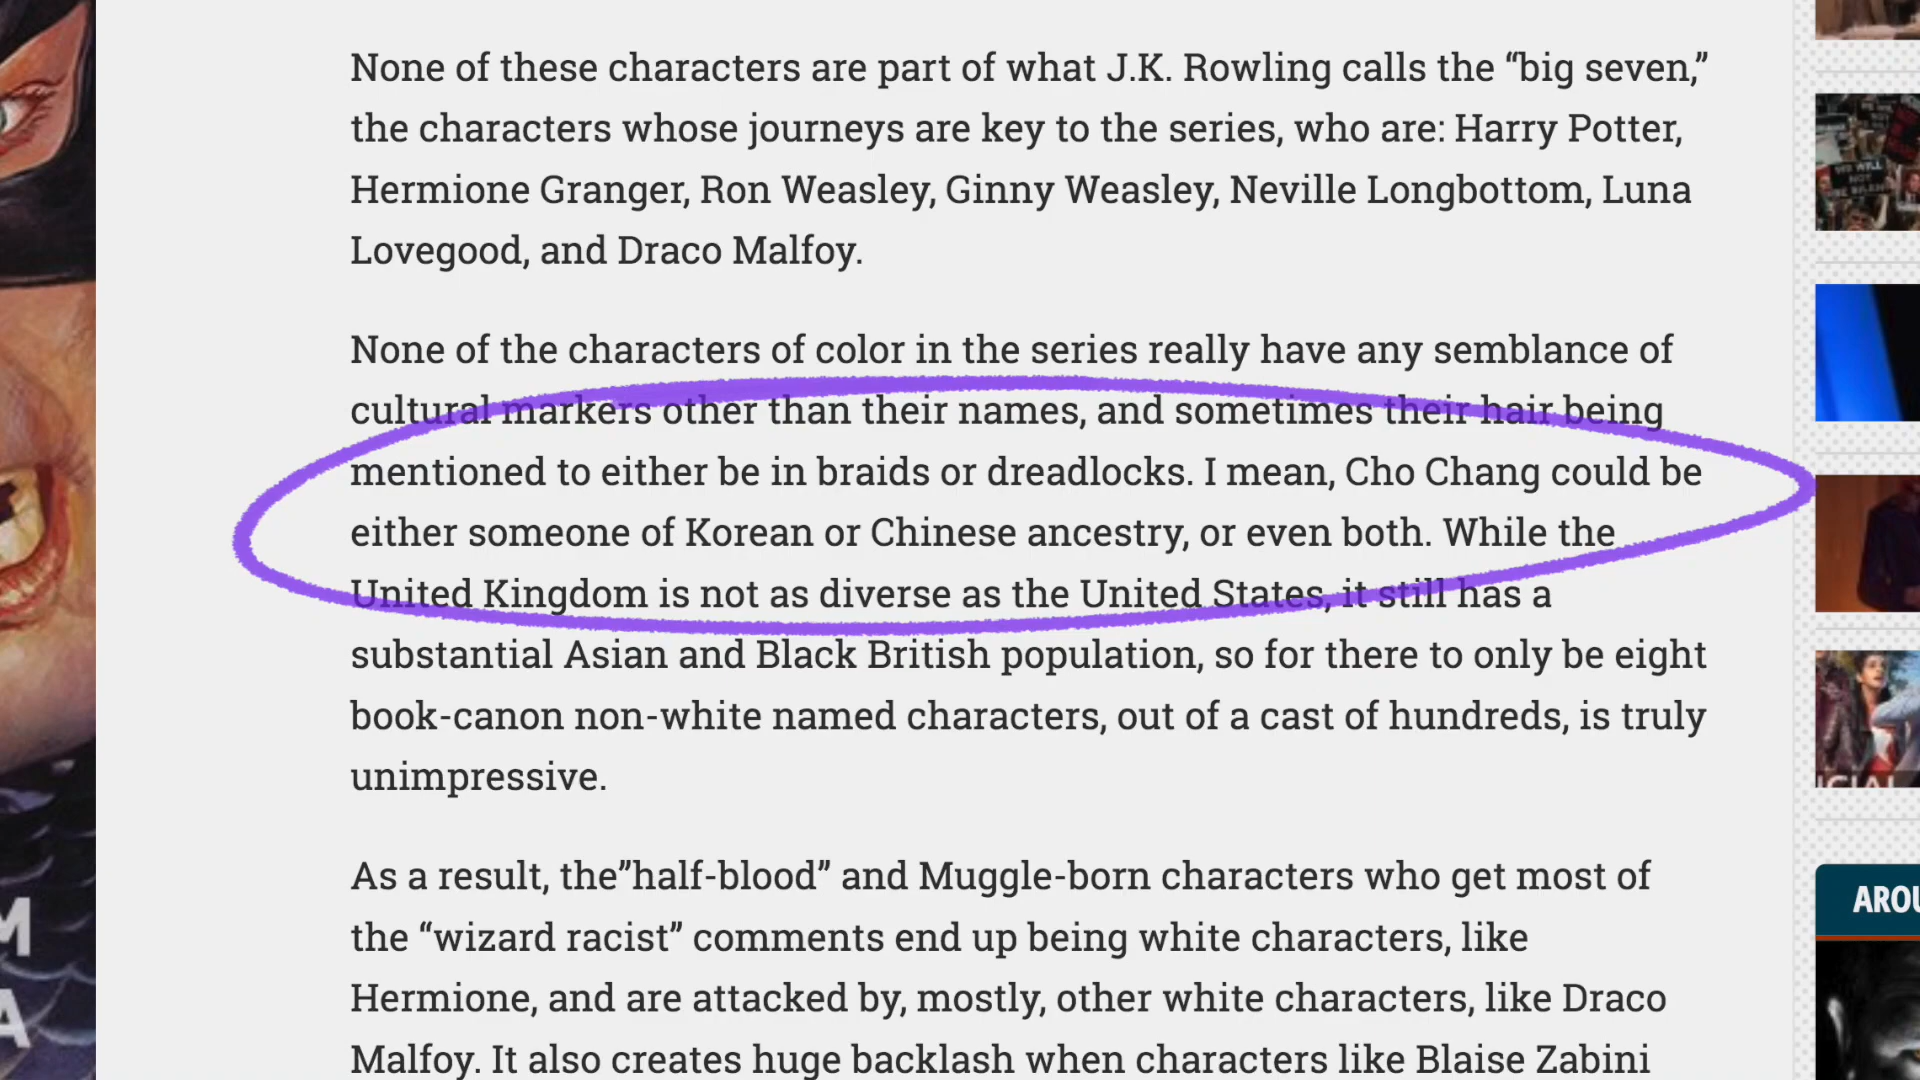 None of these characters are part of what J.K. Rowling calls the “big seven,”
the characters whose journeys are key to the series, who are: Harry Potter,
Hermione Granger, Ron Weasley, Ginny Weasley, Neville Longbottom, Luna
Lovegood, and Draco Malfoy.
None of the characters of color in the series really have any semblance of
cultural markers other than their names, and sometimes their hair being
mentioned to either be in braids or dreadlocks. I mean, Cho Chang could be
either someone of Korean or Chinese ancestry, or even both. While the
United Kingdom is not as diverse as the United States, it still has a
substantial Asian and Black British population, so for there to only be eight
book-canon non-white named characters, out of a cast of hundreds, is truly
unimpressive.
As a result, the”half-blood” and Muggle-born characters who get most of
the “wizard racist” comments end up being white characters, like
Hermione, and are attacked by, mostly, other white characters, like Draco
Malfoy. It also creates huge backlash when characters like Blaise Zabini
M
A
AROU